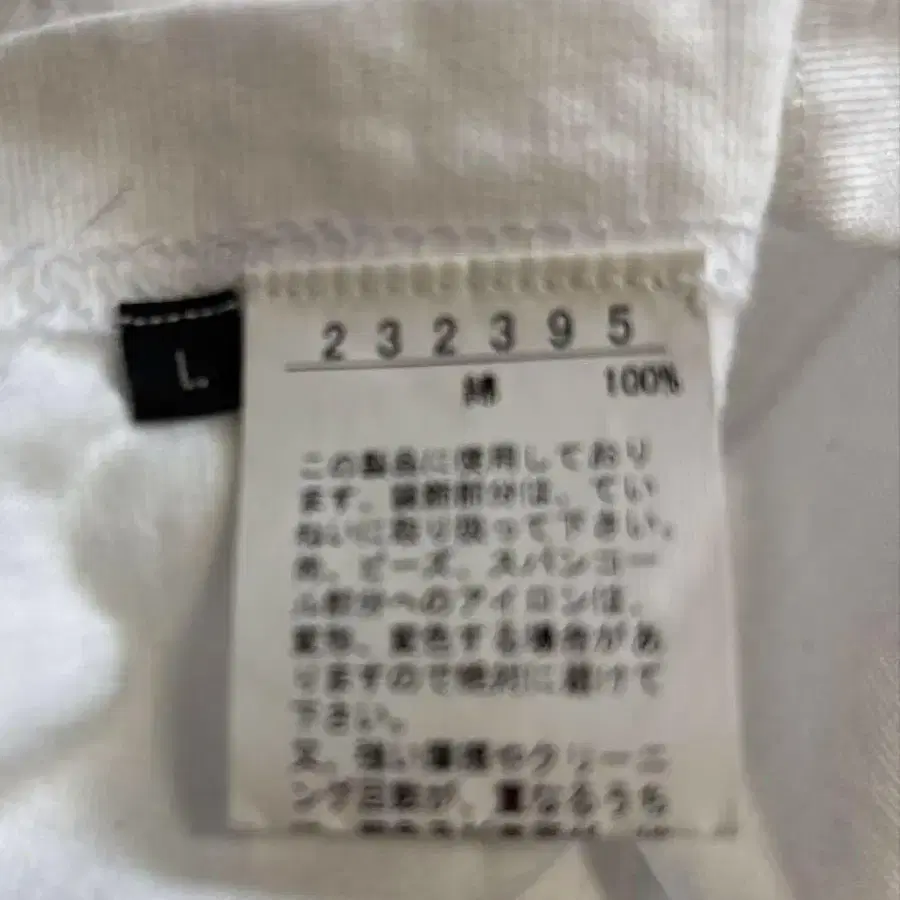 L
232395
綿 100%
この製品に使用しており
ます、装飾部分は、てい
ねいに取り扱って下さい。
尚、ビーズ、スパンコー
ル部分へのアイロンは、
変形、変色する場合があ
りますので絶対に避けて
下さい。
又、強い摩擦やクリーニ
ング回数が、重なるうち